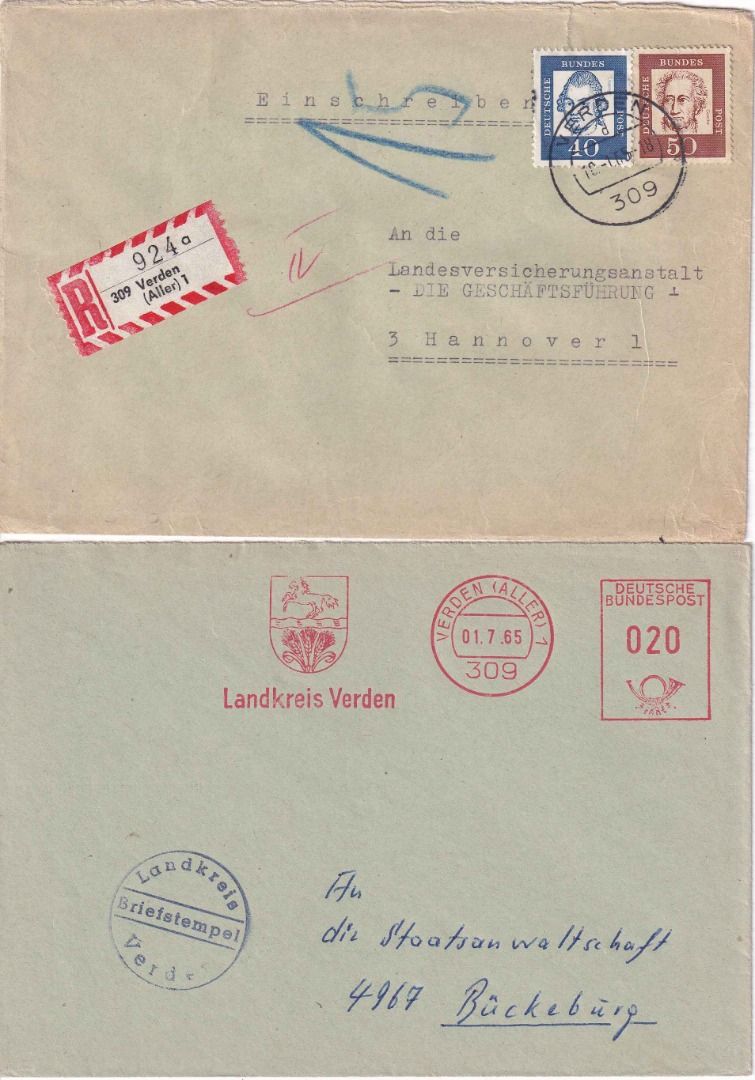 Einschreiben
DEUTSCHE
BUNDES
POST
40
DEUTSCHE
BUNDES
POST
50
VERDEN
d
309
R
924a
309 Verden
(Aller) 1
IV
An die
Landesversicherungsanstalt
- DIE GESCHÄFTSFÜHRUNG -
3 Hannover 1
Landkreis Verden
VERDEN (ALLER) 1
01.7.65
309
DEUTSCHE
BUNDESPOST
020
Landkreis
Briefstempel
An
die Staatsanwaltschaft
4967 Bückeburg